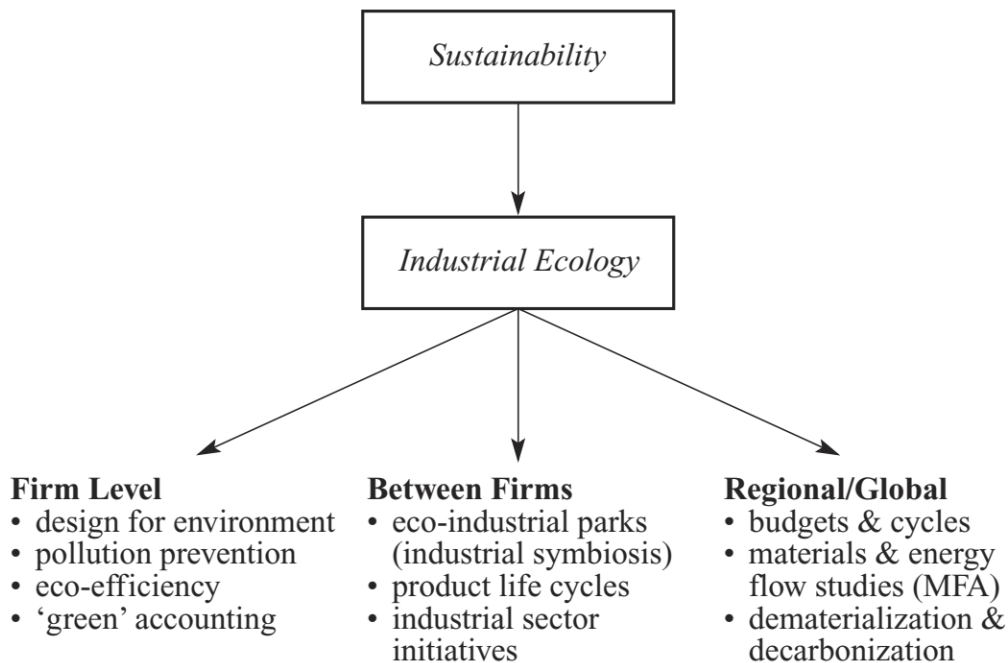 Sustainability
Industrial Ecology
Firm Level
• design for environment
• pollution prevention
• eco-efficiency
• ‘green’ accounting
Between Firms
• eco-industrial parks
(industrial symbiosis)
• product life cycles
• industrial sector
initiatives
Regional/Global
• budgets & cycles
• materials & energy
flow studies (MFA)
• dematerialization &
decarbonization